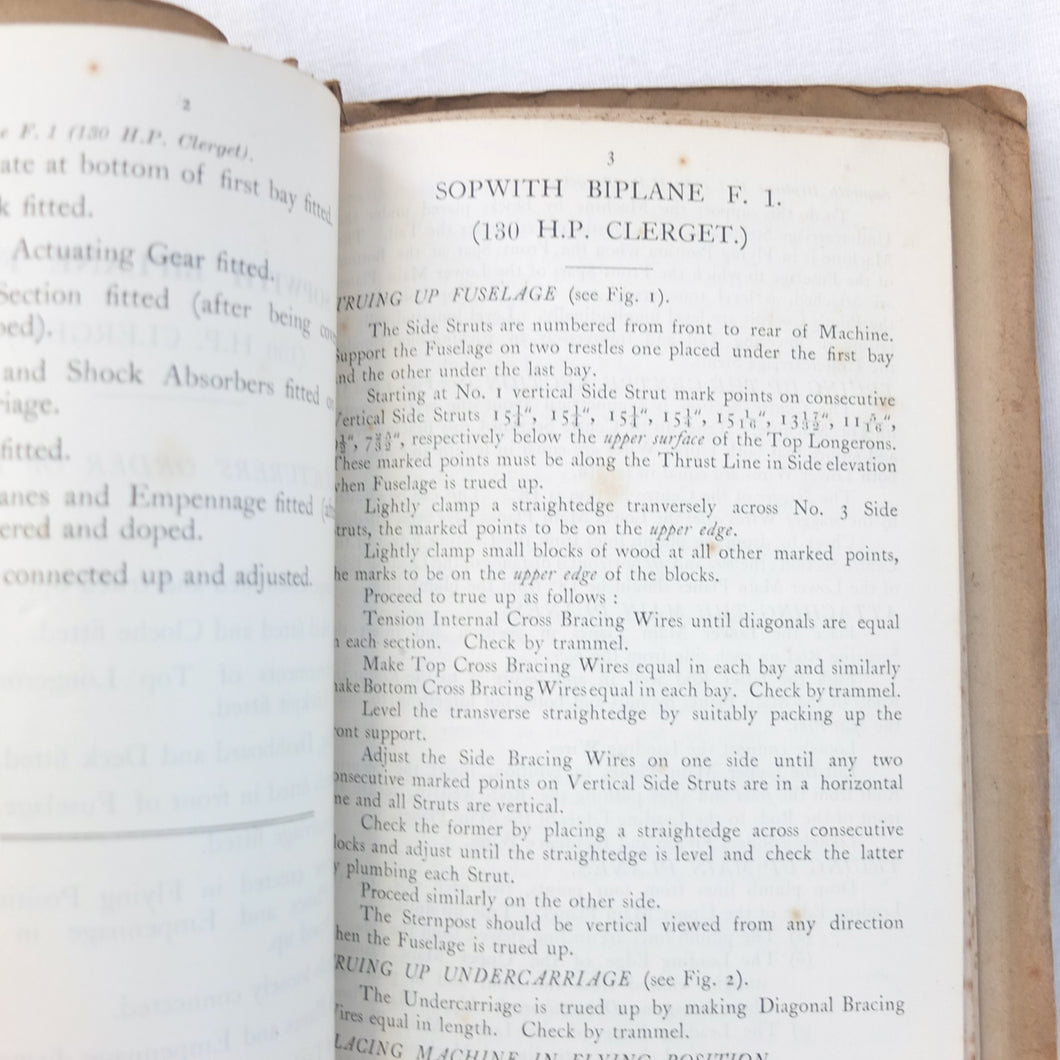 2
e F. 1 (130 H.P. Clerget).
ate at bottom of first bay fitted
k fitted.
Actuating Gear fitted.
Section fitted (after being
ped).
and Shock Absorbers fitted
riage.
fitted.
anes and Empennage fitted
ered and doped.
connected up and adjusted.
3
SOPWITH BIPLANE F. 1.
(130 H.P. CLERGET.)
TRUING UP FUSELAGE (see Fig. 1).
The Side Struts are numbered from front to rear of Machine.
Support the Fuselage on two trestles one placed under the first bay
and the other under the last bay.
Starting at No. 1 vertical Side Strut mark points on consecutive
Vertical Side Struts
respectively below the upper surface of the Top Longerons.
These marked points must be along the Thrust Line in Side elevation
when Fuselage is trued up.
Lightly clamp a straightedge tranversely across No. 3 Side
Struts, the marked points to be on the upper edge.
Lightly clamp small blocks of wood at all other marked points,
he marks to be on the upper edge of the blocks.
Proceed to true up as follows :
Tension Internal Cross Bracing Wires until diagonals are equal
n each section. Check by trammel.
Make Top Cross Bracing Wires equal in each bay and similarly
make Bottom Cross Bracing Wires equal in each bay. Check by trammel.
Level the transverse straightedge by suitably packing up the
ront support.
Adjust the Side Bracing Wires on one side until any two
onsecutive marked points on Vertical Side Struts are in a horizontal
ne and all Struts are vertical.
Check the former by placing a straightedge across consecutive
locks and adjust until the straightedge is level and check the latter
y plumbing each Strut.
Proceed similarly on the other side.
The Sternpost should be vertical viewed from any direction
hen the Fuselage is trued up.
RUING UP UNDERCARRIAGE (see Fig. 2).
The Undercarriage is trued up by making Diagonal Bracing
Wires equal in length. Check by trammel.
LACING MACHINE IN FLYING POSITION